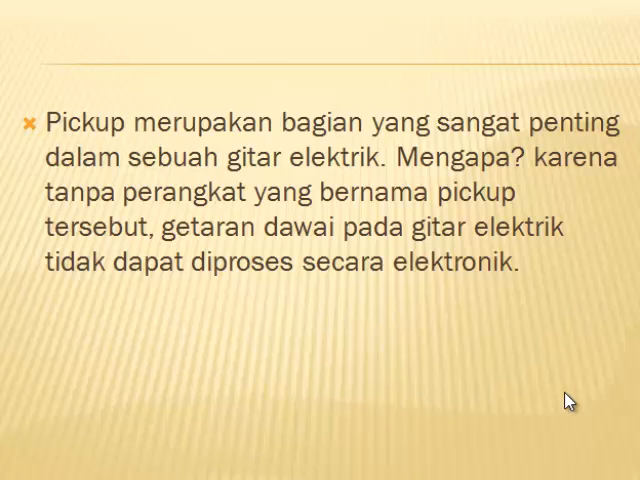 Pickup merupakan bagian yang sangat penting
dalam sebuah gitar elektrik. Mengapa? karena
tanpa perangkat yang bernama pickup
tersebut, getaran dawai pada gitar elektrik
tidak dapat diproses secara elektronik.